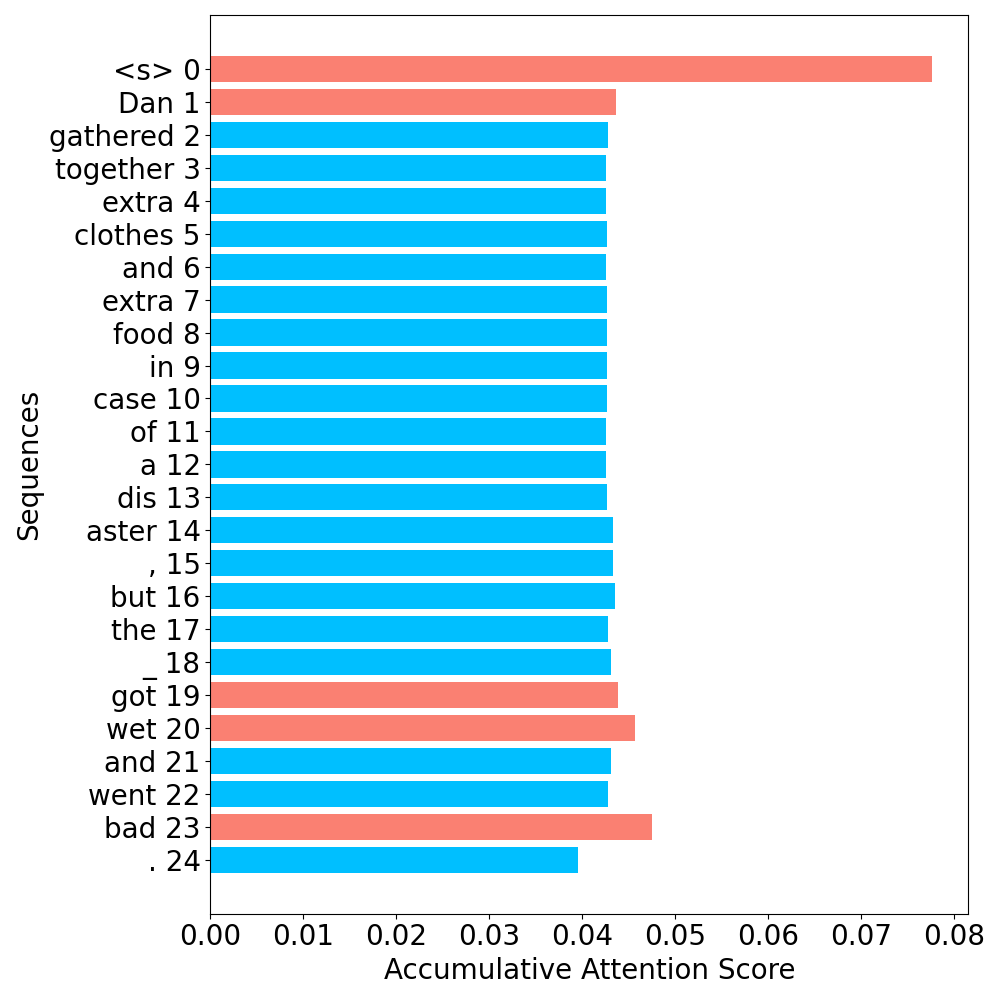 <s> 0
Dan 1
gathered 2
together 3
extra 4
clothes 5
and 6
extra 7
food 8
in 9
case 10
of 11
a 12
dis 13
aster 14
, 15
but 16
the 17
_ 18
got 19
wet 20
and 21
went 22
bad 23
. 24
Sequences
0.00 0.01 0.02 0.03 0.04 0.05 0.06 0.07 0.08
Accumulative Attention Score